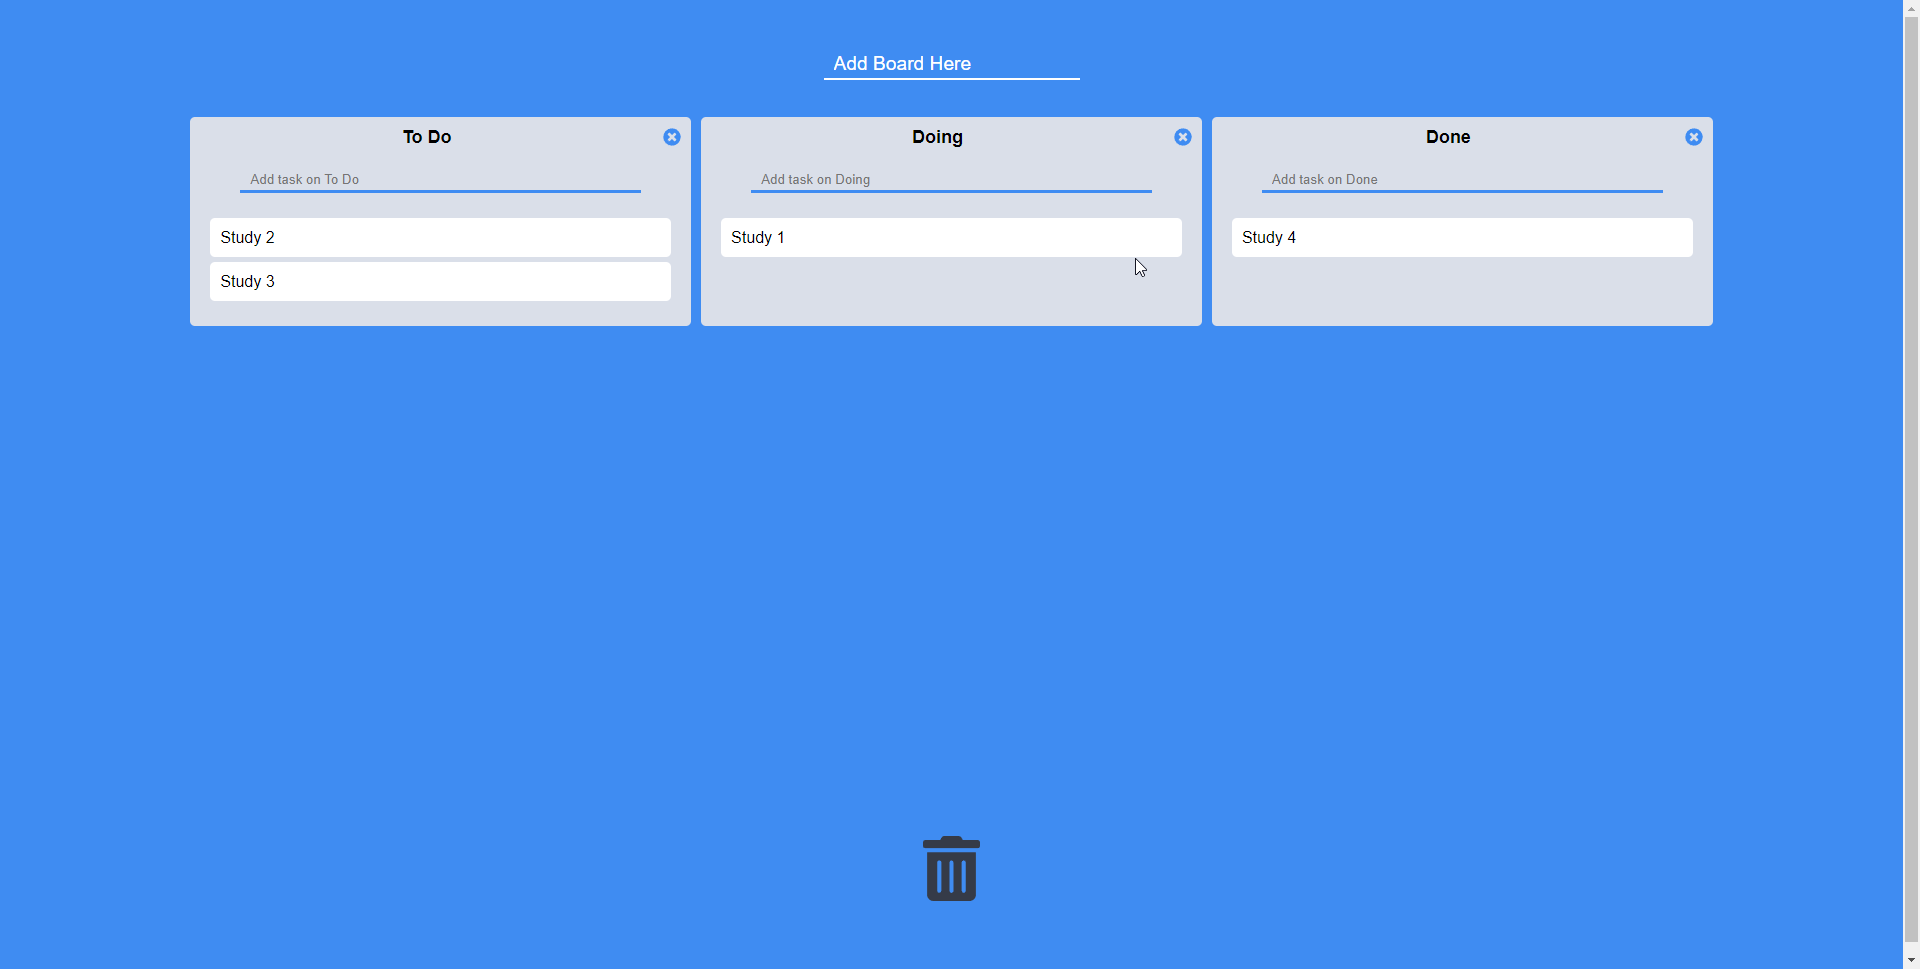 Add Board Here
To Do
Add task on To Do
Study 2
Study 3
Doing
Add task on Doing
Study 1
Done
Add task on Done
Study 4